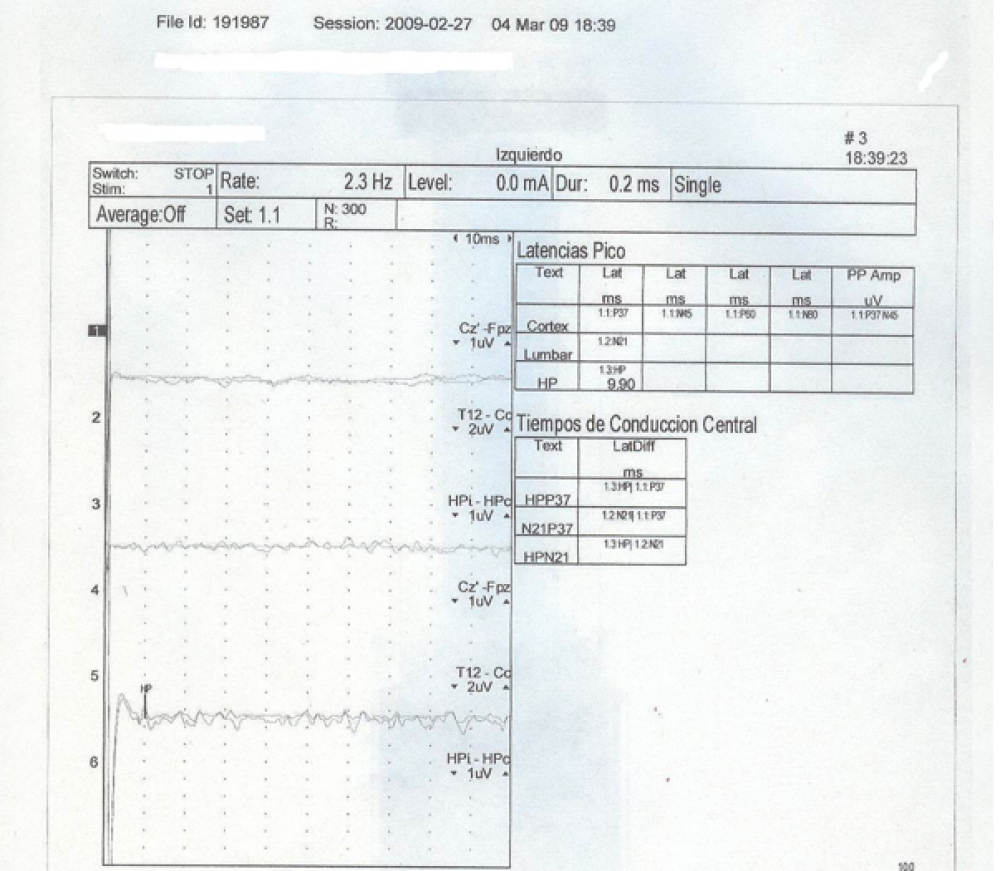 File Id: 191987 Session: 2009-02-27 04 Mar 09 18:39
# 3
Izquierdo 18:39:23
Switch: STOP Rate: 2.3 Hz Level: 0.0 mA Dur: 0.2 ms Single
Stim: 1
Average:Off Set: 1.1 N: 300
R:
10ms
Latencias Pico
Text Lat Lat Lat Lat PP Amp
ms ms ms ms uV
1.1:P37 1.1:N45 1.1:P60 1.1:N80 1.1:P37 N45
Cortex
1.2:N21
Lumbar
1.3:HP
HP 9.90
Tiempos de Conduccion Central
Text LatDiff
ms
1.3:HP| 1.1:P37
HPP37
1.2:N21| 1.1:P37
N21P37
1.3:HP| 1.2:N21
HPN21
1
Cz' -Fpz
1uV
2
T12 - Cc
2uV
3
HPi - HPc
1uV
4
Cz' -Fpz
1uV
5
T12 - Cc
2uV
HP
6
HPi - HPc
1uV
100